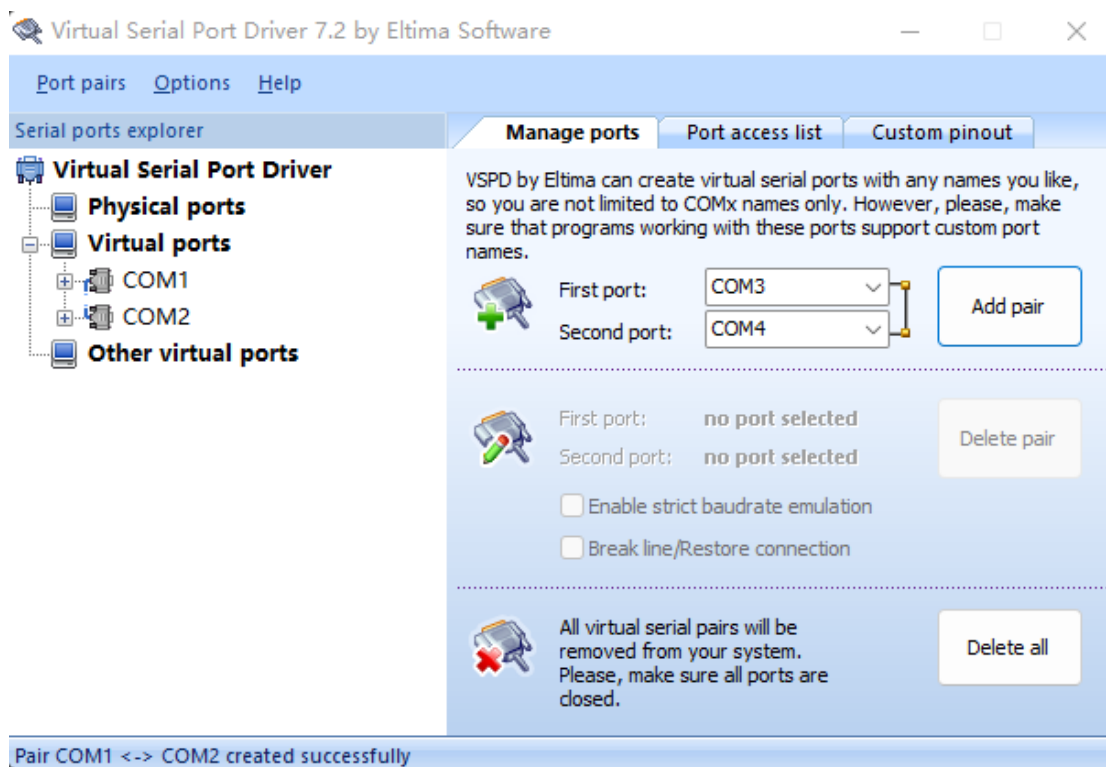 Virtual Serial Port Driver 7.2 by Eltima Software
Port pairs Options Help
Serial ports explorer
Virtual Serial Port Driver
Physical ports
Virtual ports
COM1
COM2
Other virtual ports
Manage ports Port access list Custom pinout
VSPD by Eltima can create virtual serial ports with any names you like,
so you are not limited to COMx names only. However, please, make
sure that programs working with these ports support custom port
names.
First port: COM3
Second port: COM4
Add pair
First port: no port selected
Second port: no port selected
Delete pair
Enable strict baudrate emulation
Break line/Restore connection
All virtual serial pairs will be
removed from your system.
Please, make sure all ports are
closed.
Delete all
Pair COM1 <-> COM2 created successfully